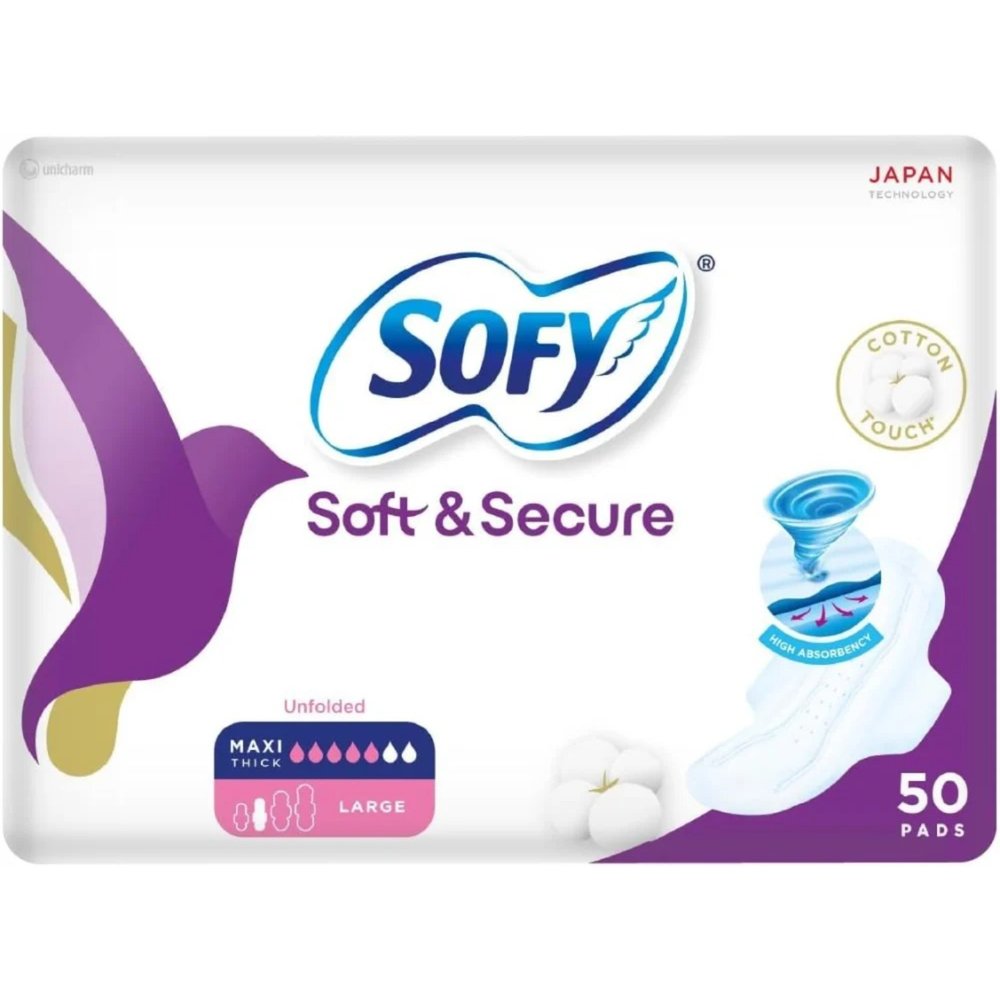 unicharm
JAPAN
TECHNOLOGY
SOFY®
COTTON
TOUCH*
Soft & Secure
HIGH ABSORBENCY
Unfolded
MAXI
THICK
LARGE
50
PADS